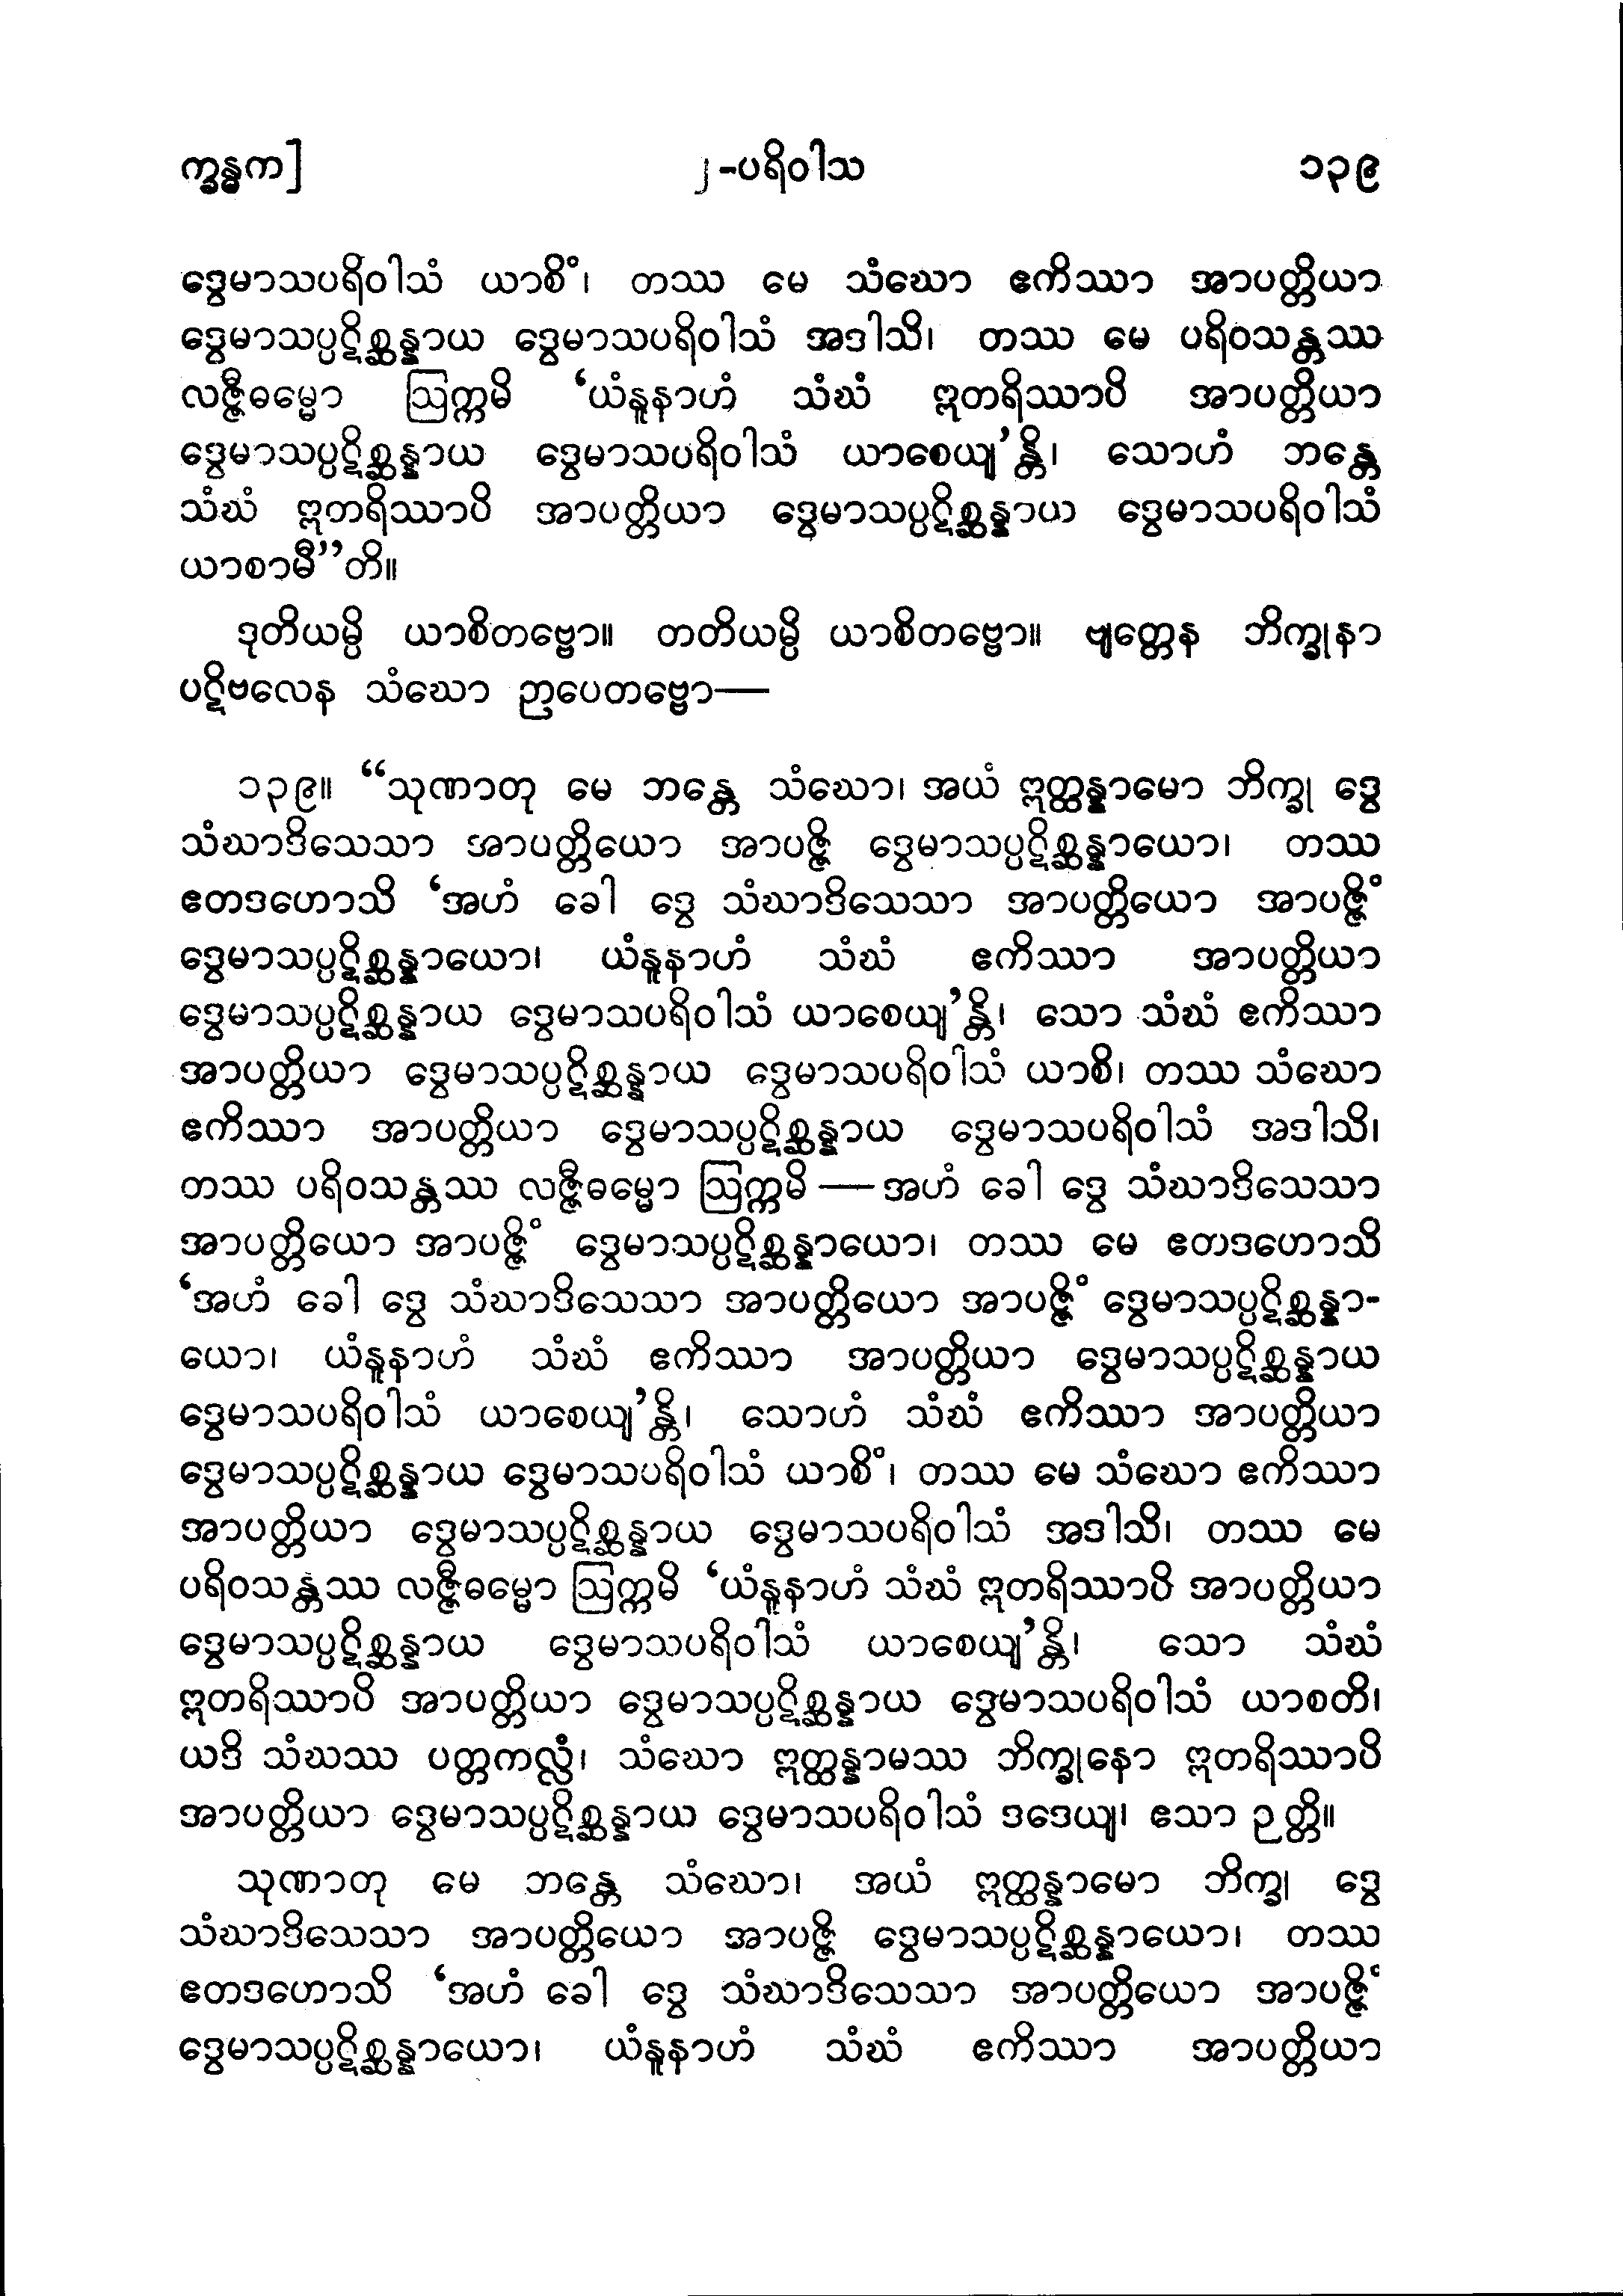 က္ခန္ဓက] ၂-ပရိဝါသ ၁၃၉
ဒွေမာသပရိဝါသံ ယာစိံ၊ တဿ မေ သံဃော ဧကိဿာ အာပတ္တိယာ
ဒွေမာသပ္ပဋိစ္ဆန္နာယ ဒွေမာသပရိဝါသံ အဒါသိ၊ တဿ မေ ပရိဝသန္တဿ
လဇ္ဇီဓမ္မော ဩက္ကမိ ‘ယံနူနာဟံ သံဃံ ဣတရိဿာပိ အာပတ္တိယာ
ဒွေမာသပ္ပဋိစ္ဆန္နာယ ဒွေမာသပရိဝါသံ ယာစေယျ’န္တိ၊ သောဟံ ဘန္တေ
သံဃံ ဣတရိဿာပိ အာပတ္တိယာ ဒွေမာသပ္ပဋိစ္ဆန္နာယ ဒွေမာသပရိဝါသံ
ယာစာမီ”တိ။
ဒုတိယမ္ပိ ယာစိတဗ္ဗော။ တတိယမ္ပိ ယာစိတဗ္ဗော။ ဗျတ္တေန ဘိက္ခုနာ
ပဋိဗလေန သံဃော ဉာပေတဗ္ဗော—
၁၃၉။ “သုဏာတု မေ ဘန္တေ သံဃော၊ အယံ ဣတ္ထန္နာမော ဘိက္ခု ဒွေ
သံဃာဒိသေသာ အာပတ္တိယော အာပဇ္ဇိ ဒွေမာသပ္ပဋိစ္ဆန္နာယော၊ တဿ
ဧတဒဟောသိ ‘အဟံ ခေါ ဒွေ သံဃာဒိသေသာ အာပတ္တိယော အာပဇ္ဇိံ
ဒွေမာသပ္ပဋိစ္ဆန္နာယော၊ ယံနူနာဟံ သံဃံ ဧကိဿာ အာပတ္တိယာ
ဒွေမာသပ္ပဋိစ္ဆန္နာယ ဒွေမာသပရိဝါသံ ယာစေယျ’န္တိ၊ သော သံဃံ ဧကိဿာ
အာပတ္တိယာ ဒွေမာသပ္ပဋိစ္ဆန္နာယ ဒွေမာသပရိဝါသံ ယာစိ၊ တဿ သံဃော
ဧကိဿာ အာပတ္တိယာ ဒွေမာသပ္ပဋိစ္ဆန္နာယ ဒွေမာသပရိဝါသံ အဒါသိ၊
တဿ ပရိဝသန္တဿ လဇ္ဇီဓမ္မော ဩက္ကမိ — အဟံ ခေါ ဒွေ သံဃာဒိသေသာ
အာပတ္တိယော အာပဇ္ဇိံ ဒွေမာသပ္ပဋိစ္ဆန္နာယော၊ တဿ မေ ဧတဒဟောသိ
‘အဟံ ခေါ ဒွေ သံဃာဒိသေသာ အာပတ္တိယော အာပဇ္ဇိံ ဒွေမာသပ္ပဋိစ္ဆန္နာ-
ယော၊ ယံနူနာဟံ သံဃံ ဧကိဿာ အာပတ္တိယာ ဒွေမာသပ္ပဋိစ္ဆန္နာယ
ဒွေမာသပရိဝါသံ ယာစေယျ’န္တိ၊ သောဟံ သံဃံ ဧကိဿာ အာပတ္တိယာ
ဒွေမာသပ္ပဋိစ္ဆန္နာယ ဒွေမာသပရိဝါသံ ယာစိံ၊ တဿ မေ သံဃော ဧကိဿာ
အာပတ္တိယာ ဒွေမာသပ္ပဋိစ္ဆန္နာယ ဒွေမာသပရိဝါသံ အဒါသိ၊ တဿ မေ
ပရိဝသန္တဿ လဇ္ဇီဓမ္မော ဩက္ကမိ ‘ယံနူနာဟံ သံဃံ ဣတရိဿာပိ အာပတ္တိယာ
ဒွေမာသပ္ပဋိစ္ဆန္နာယ ဒွေမာသပရိဝါသံ ယာစေယျ’န္တိ၊ သော သံဃံ
ဣတရိဿာပိ အာပတ္တိယာ ဒွေမာသပ္ပဋိစ္ဆန္နာယ ဒွေမာသပရိဝါသံ ယာစတိ၊
ယဒိ သံဃဿ ပတ္တကလ္လံ၊ သံဃော ဣတ္ထန္နာမဿ ဘိက္ခုနော ဣတရိဿာပိ
အာပတ္တိယာ ဒွေမာသပ္ပဋိစ္ဆန္နာယ ဒွေမာသပရိဝါသံ ဒဒေယျ၊ ဧသာ ဉတ္တိ။
သုဏာတု မေ ဘန္တေ သံဃော၊ အယံ ဣတ္ထန္နာမော ဘိက္ခု ဒွေ
သံဃာဒိသေသာ အာပတ္တိယော အာပဇ္ဇိ ဒွေမာသပ္ပဋိစ္ဆန္နာယော၊ တဿ
ဧတဒဟောသိ ‘အဟံ ခေါ ဒွေ သံဃာဒိသေသာ အာပတ္တိယော အာပဇ္ဇိံ
ဒွေမာသပ္ပဋိစ္ဆန္နာယော၊ ယံနူနာဟံ သံဃံ ဧကိဿာ အာပတ္တိယာ